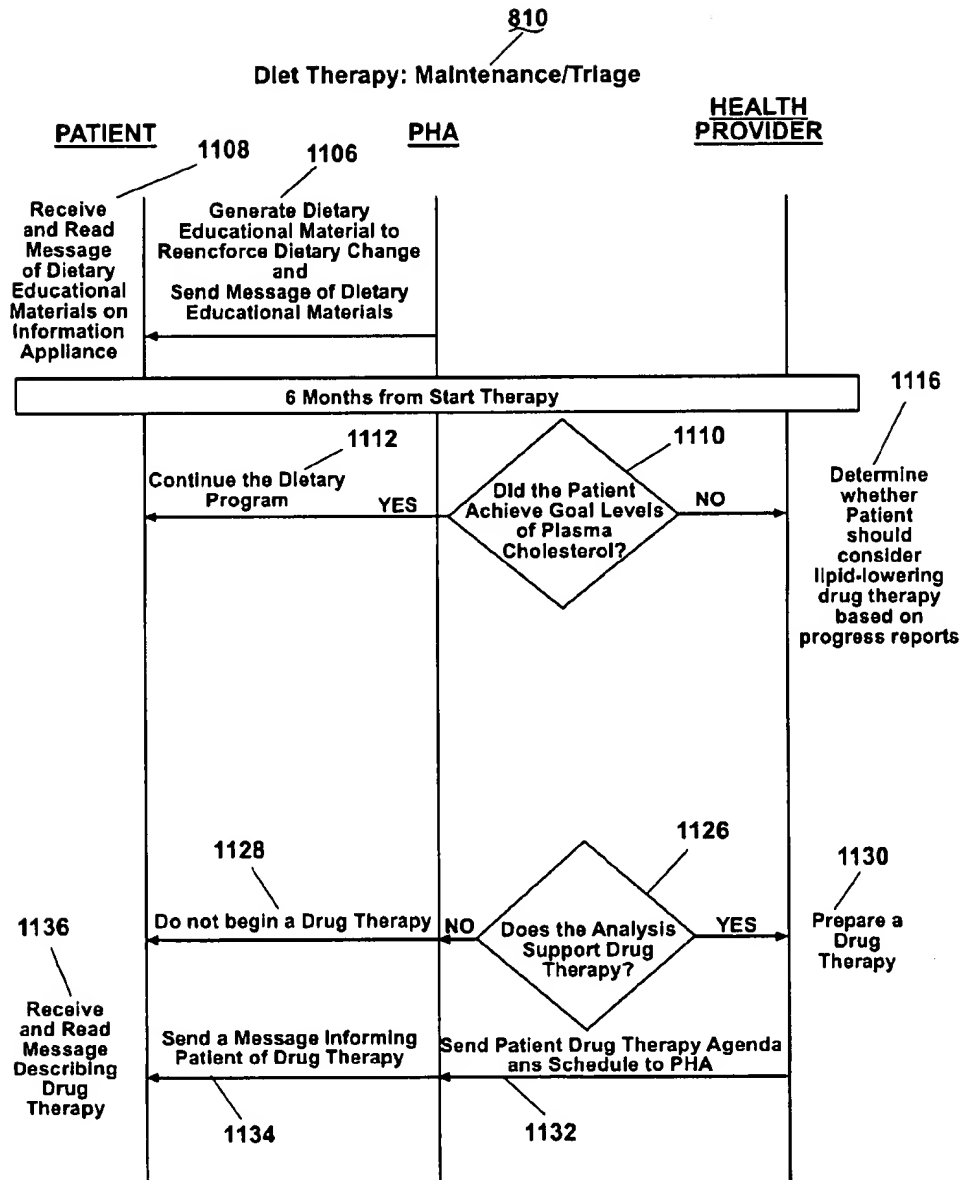 810
Diet Therapy: Maintenance/Triage
PATIENT
PHA
HEALTH
PROVIDER
1108
1106
Receive
and Read
Message
of Dietary
Educational
Materials on
Information
Appliance
Generate Dietary
Educational Material to
Reencforce Dietary Change
and
Send Message of Dietary
Educational Materials
6 Months from Start Therapy
1116
1112
1110
Continue the Dietary
Program
YES
Did the Patient
Achieve Goal Levels
of Plasma
Cholesterol?
NO
Determine
whether
Patient
should
consider
lipid-lowering
drug therapy
based on
progress reports
1128
1126
1130
Do not begin a Drug Therapy
NO
Does the Analysis
Support Drug
Therapy?
YES
Prepare a
Drug
Therapy
1136
Receive
and Read
Message
Describing
Drug
Therapy
Send a Message Informing
Patient of Drug Therapy
Send Patient Drug Therapy Agenda
ans Schedule to PHA
1134
1132